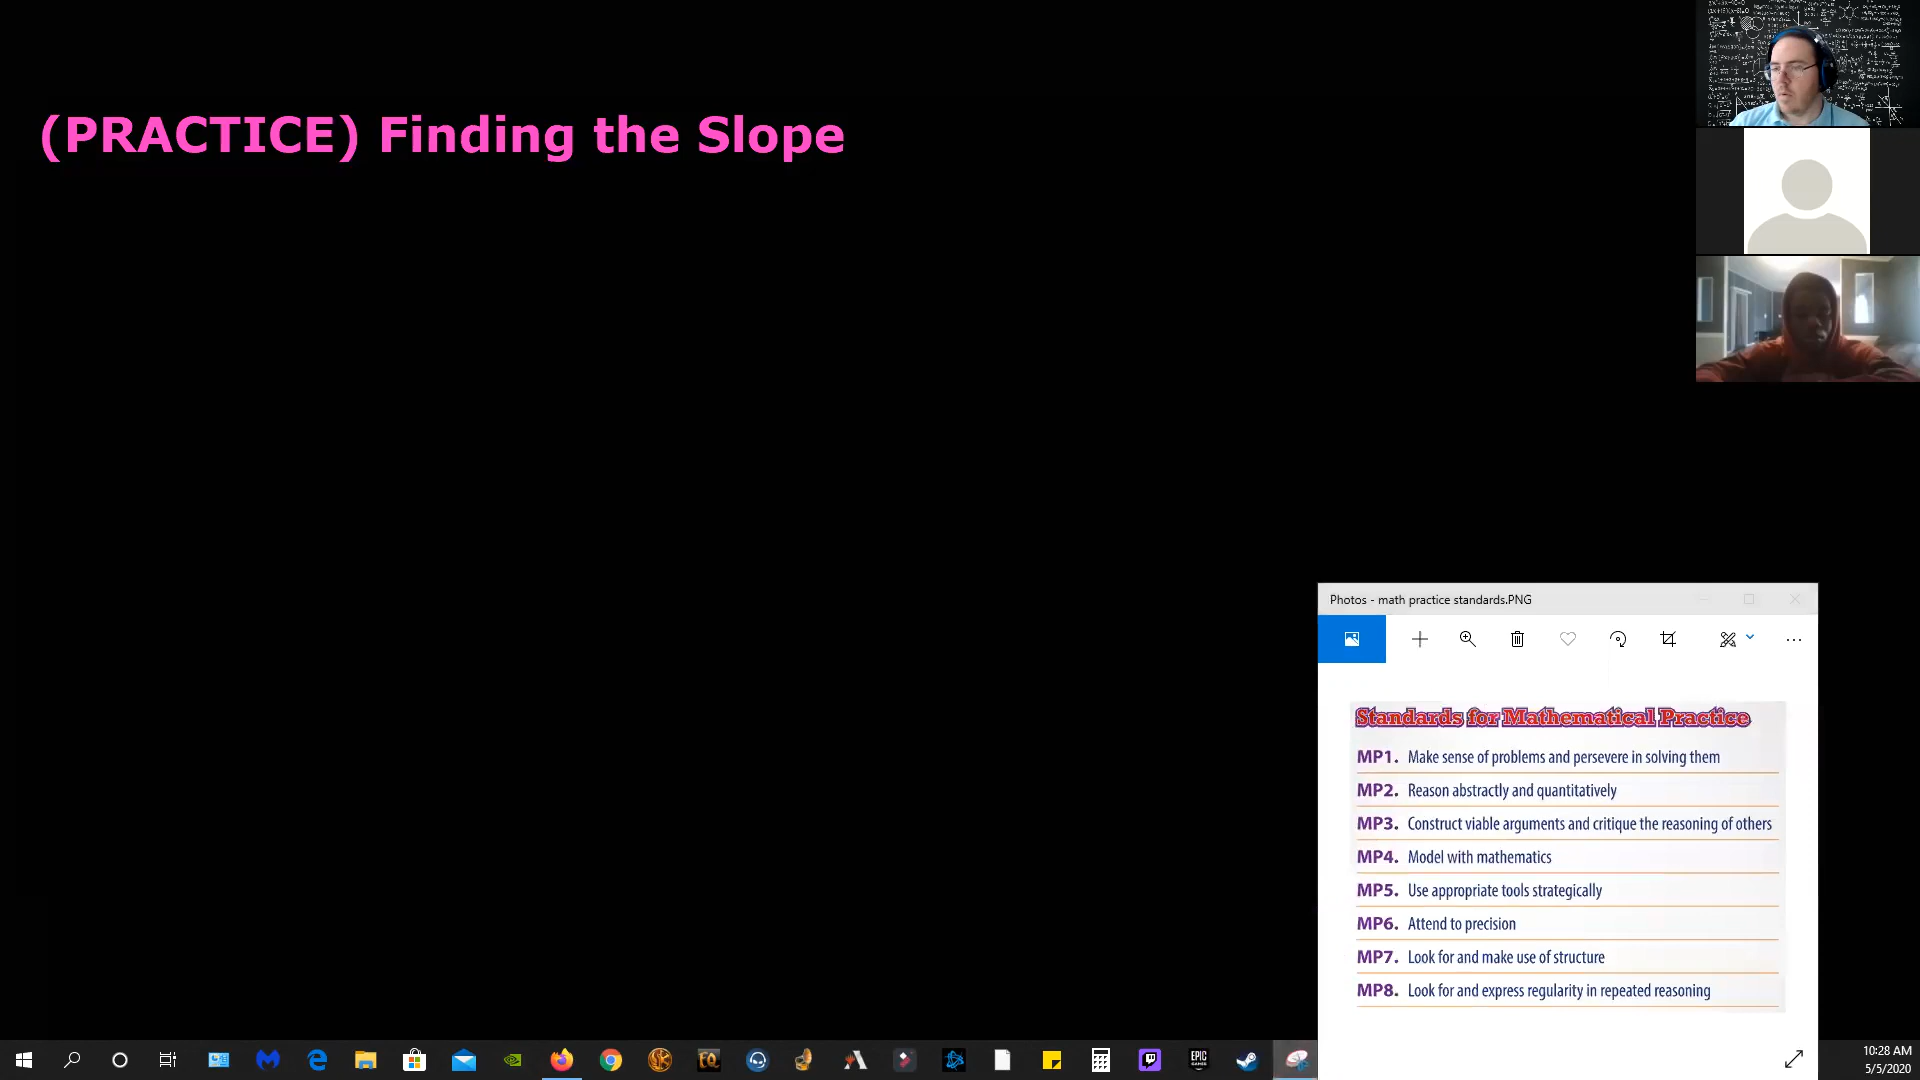 (PRACTICE) Finding the Slope
Photos - math practice standards.PNG
Standards for Mathematical Practice
MP1. Make sense of problems and persevere in solving them
MP2. Reason abstractly and quantitatively
MP3. Construct viable arguments and critique the reasoning of others
MP4. Model with mathematics
MP5. Use appropriate tools strategically
MP6. Attend to precision
MP7. Look for and make use of structure
MP8. Look for and express regularity in repeated reasoning
EQ
EPIC
GAMES
10:28 AM
5/5/2020